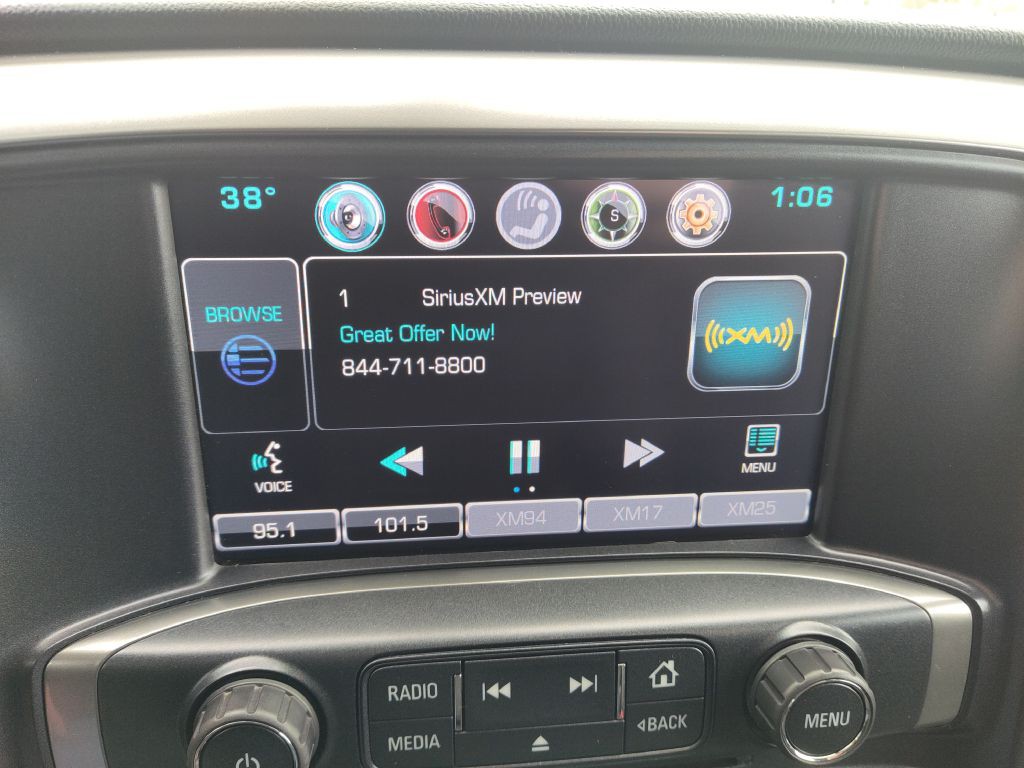 38°
S
1:06
BROWSE
1 SiriusXM Preview
Great Offer Now!
844-711-8800
((XM))
VOICE
MENU
95.1
101.5
XM94
XM17
XM25
RADIO
MEDIA
BACK
MENU